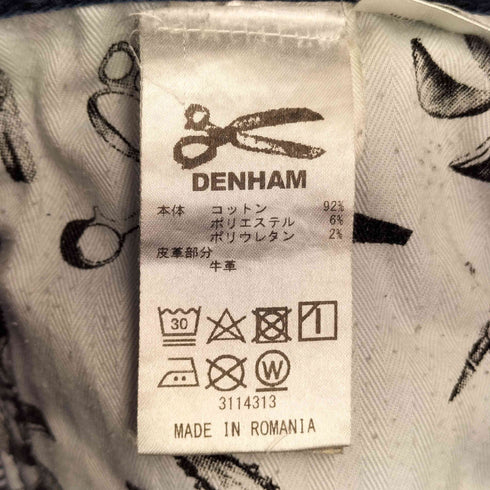 DENHAM
本体 コットン 92%
ポリエステル 6%
ポリウレタン 2%
皮革部分
牛革
30
W
3114313
MADE IN ROMANIA